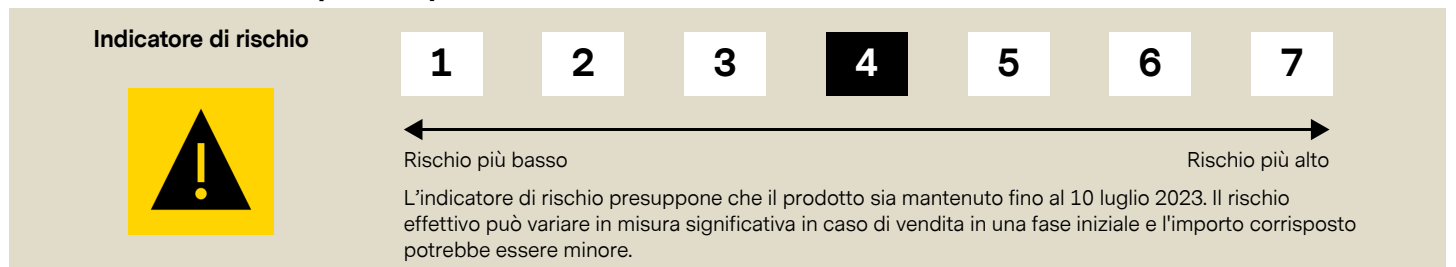 Indicatore di rischio
1 2 3 4 5 6 7
Rischio più basso Rischio più alto
L'indicatore di rischio presuppone che il prodotto sia mantenuto fino al 10 luglio 2023. Il rischio
effettivo può variare in misura significativa in caso di vendita in una fase iniziale e l'importo corrisposto
potrebbe essere minore.